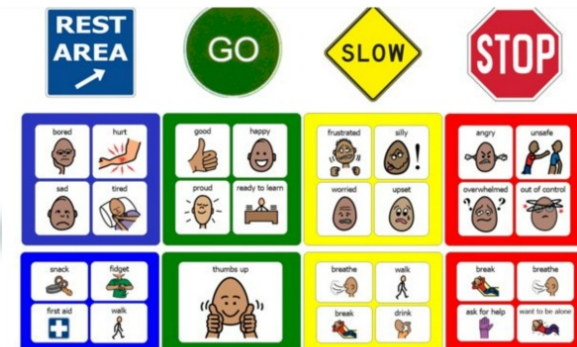 REST
AREA
GO
SLOW
STOP
bored
hurt
sad
tired
good
happy
proud
ready to learn
frustrated
silly
!
worried
upset
angry
unsafe
overwhelmed
out of control
? ?
snack
fidget
first aid
walk
thumbs up
breathe
walk
break
drink
break
breathe
ask for help
want to be alone